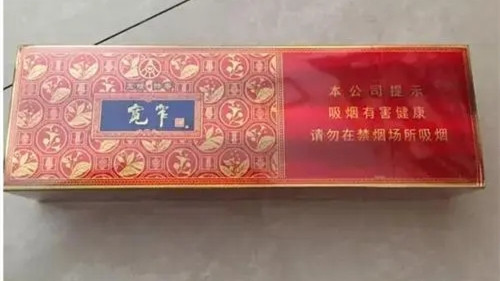 宽窄
本公司提示
吸烟有害健康
请勿在禁烟场所吸烟